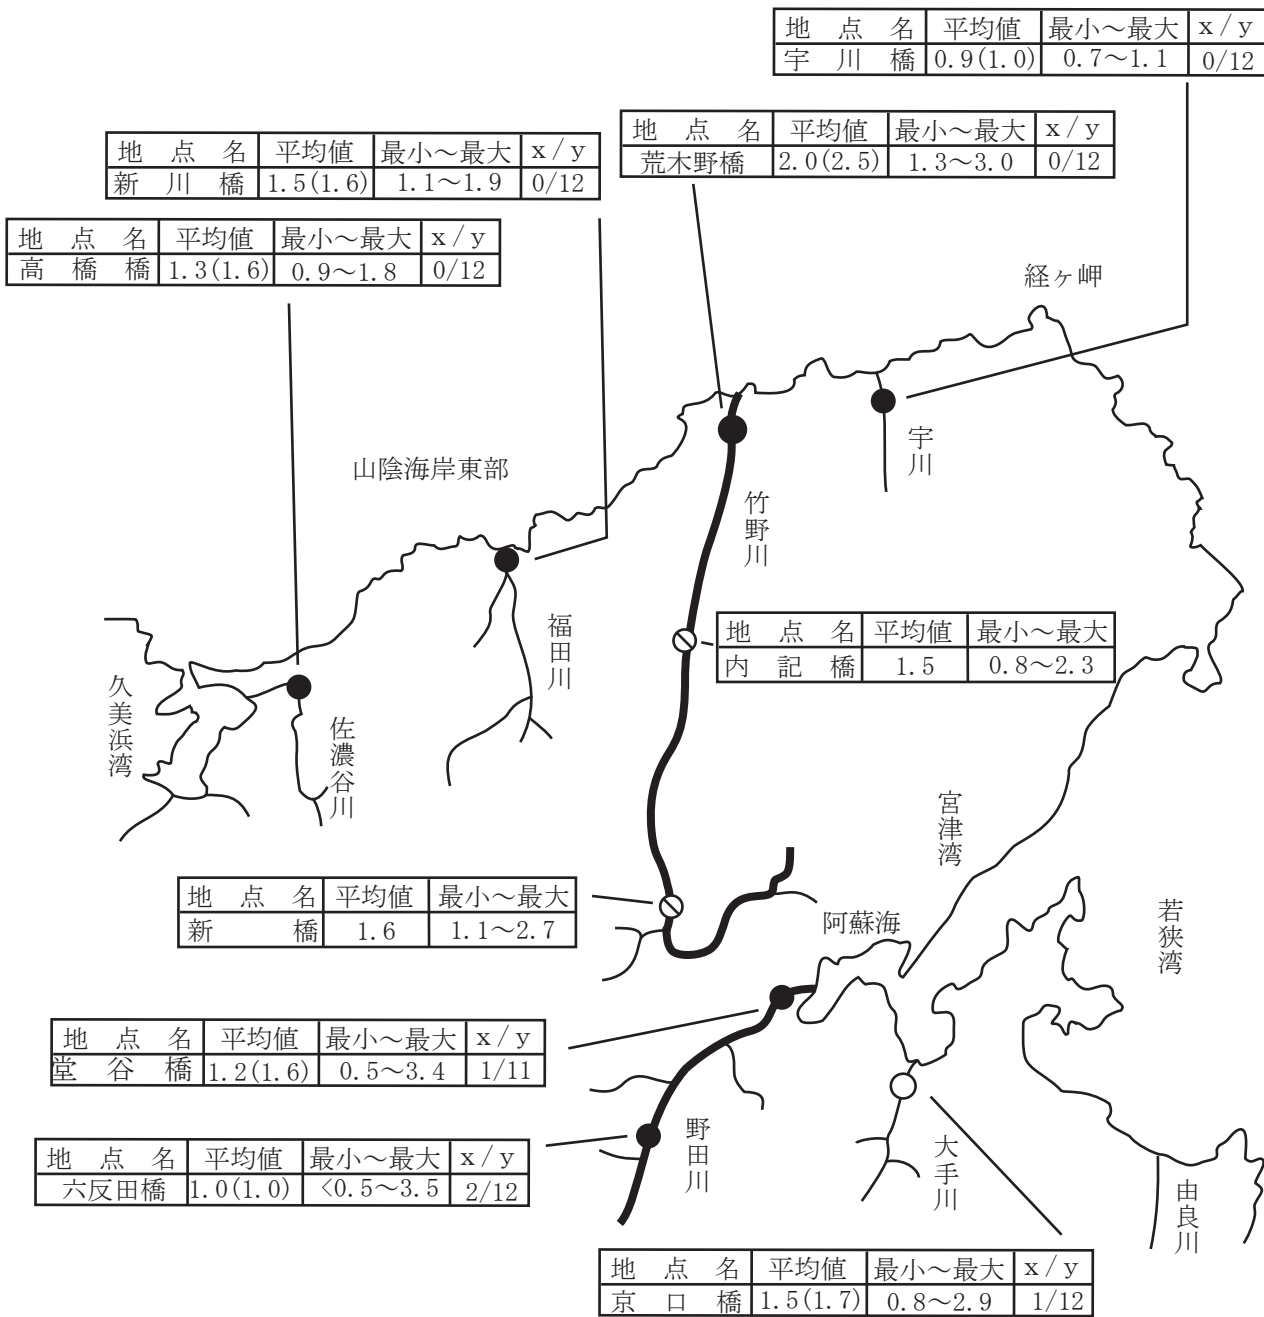 地点名 平均値 最小～最大 x/y
宇川橋 0.9(1.0) 0.7～1.1 0/12
地点名 平均値 最小～最大 x/y
荒木野橋 2.0(2.5) 1.3～3.0 0/12
地点名 平均値 最小～最大 x/y
新川橋 1.5(1.6) 1.1～1.9 0/12
地点名 平均値 最小～最大 x/y
高橋橋 1.3(1.6) 0.9～1.8 0/12
経ヶ岬
宇川
山陰海岸東部
竹野川
福田川
地点名 平均値 最小～最大
内記橋 1.5 0.8～2.3
久美浜湾
佐濃谷川
宮津湾
地点名 平均値 最小～最大
新橋 1.6 1.1～2.7
阿蘇海
若狭湾
地点名 平均値 最小～最大 x/y
堂谷橋 1.2(1.6) 0.5～3.4 1/11
野田川
大手川
地点名 平均値 最小～最大 x/y
六反田橋 1.0(1.0) <0.5～3.5 2/12
由良川
地点名 平均値 最小～最大 x/y
京口橋 1.5(1.7) 0.8～2.9 1/12